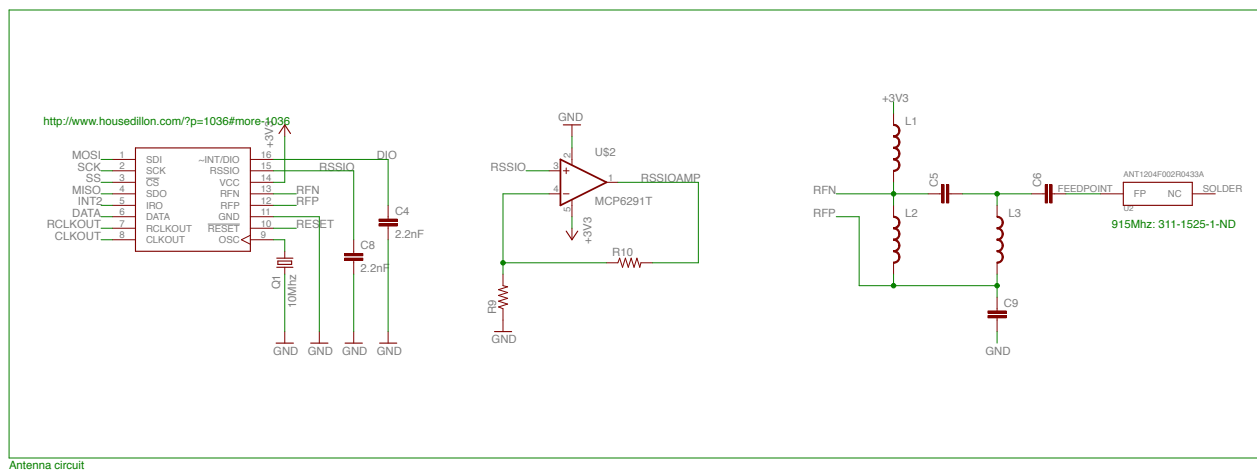 http://www.housedillon.com/?p=1036#more-1036
+3V3
MOSI 1 SDI ~INT/DIO 16 DIO
SCK 2 SCK RSSIO 15 RSSIO
SS 3 CS VCC 14
MISO 4 SDO RFN 13 RFN
INT2 5 IRO RFP 12 RFP
DATA 6 DATA GND 11
RCLKOUT 7 RCLKOUT RESET 10 RESET
CLKOUT 8 CLKOUT OSC 9
C4
2.2nF
C8
2.2nF
Q1
10Mhz
GND GND GND GND
GND
U$2
2
RSSIO 3 + 1 RSSIOAMP
4 -
MCP6291T
5
+3V3
R10
R9
GND
+3V3
L1
RFN
RFP
C5
L2
L3
C6
FEEDPOINT
ANT1204F002R0433A
FP NC
U2
SOLDER
915Mhz: 311-1525-1-ND
C9
GND
Antenna circuit